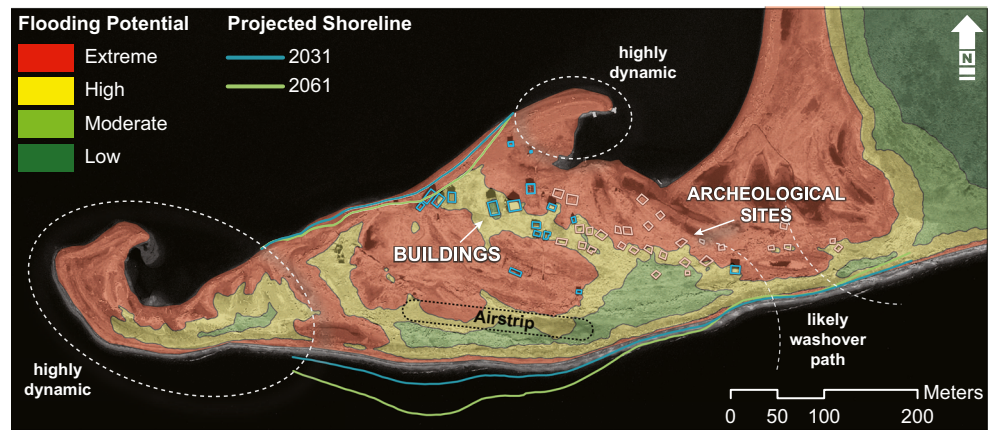 Flooding Potential
Extreme
High
Moderate
Low
Projected Shoreline
2031
2061
highly
dynamic
N
ARCHEOLOGICAL
SITES
BUILDINGS
Airstrip
highly
dynamic
likely
washover
path
Meters
0 50 100 200